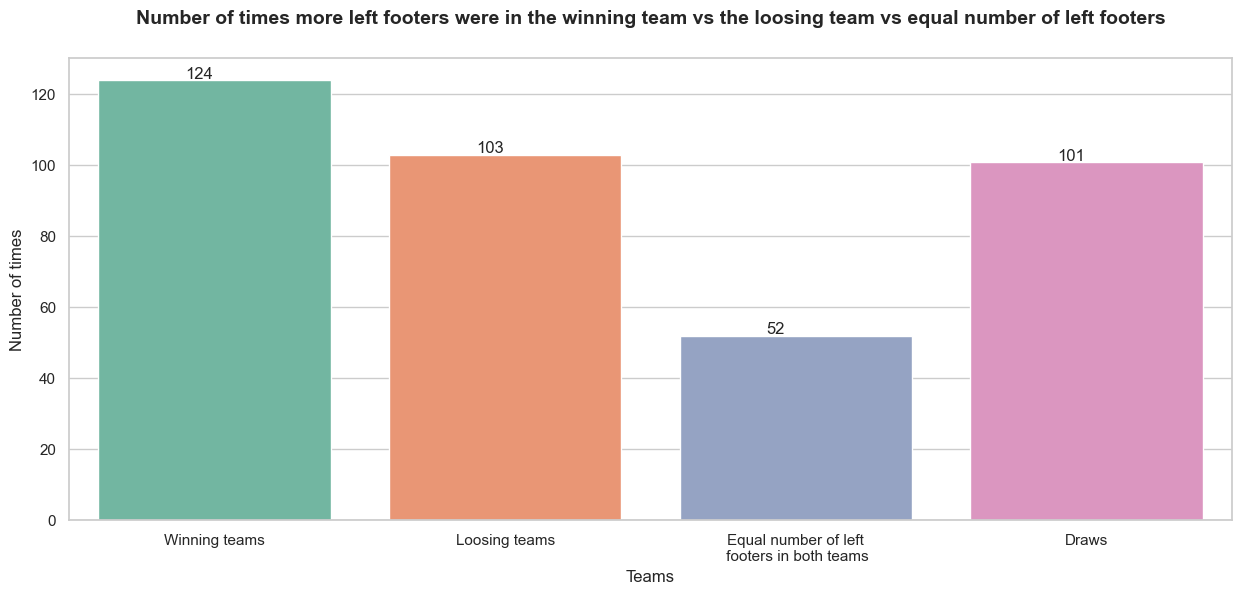 Number of times more left footers were in the winning team vs the loosing team vs equal number of left footers
124
103
52
101
120
100
80
60
40
20
0
Number of times
Winning teams
Loosing teams
Equal number of left
footers in both teams
Draws
Teams